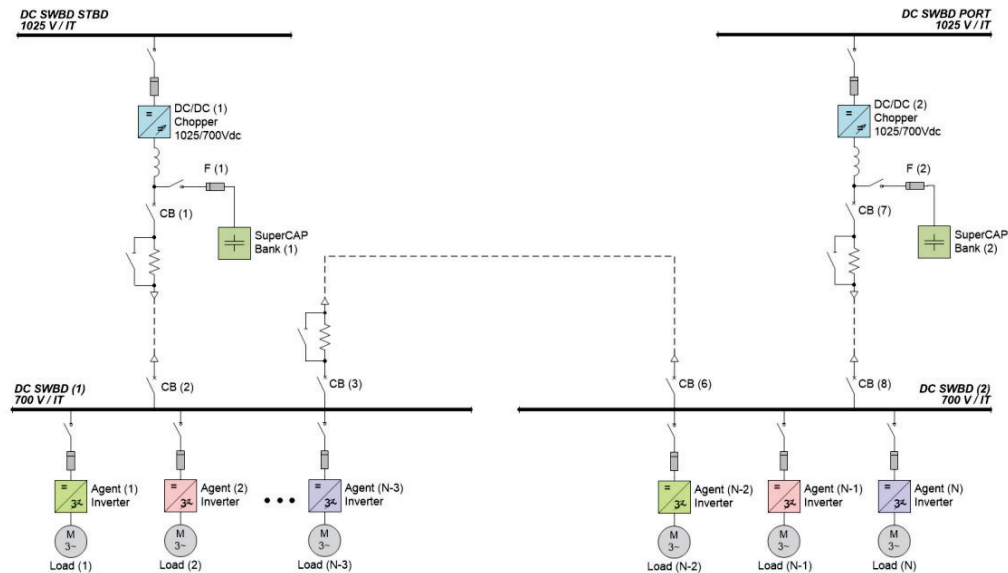 DC SWBD STBD
1025 V / IT
DC SWBD PORT
1025 V / IT
DC/DC (1)
Chopper
1025/700Vdc
DC/DC (2)
Chopper
1025/700Vdc
F (1)
F (2)
CB (1)
CB (7)
SuperCAP
Bank (1)
SuperCAP
Bank (2)
CB (2)
CB (3)
CB (6)
CB (8)
DC SWBD (1)
700 V / IT
DC SWBD (2)
700 V / IT
Agent (1)
Inverter
Agent (2)
Inverter
Agent (N-3)
Inverter
Agent (N-2)
Inverter
Agent (N-1)
Inverter
Agent (N)
Inverter
M
3~
M
3~
M
3~
M
3~
M
3~
M
3~
Load (1)
Load (2)
Load (N-3)
Load (N-2)
Load (N-1)
Load (N)